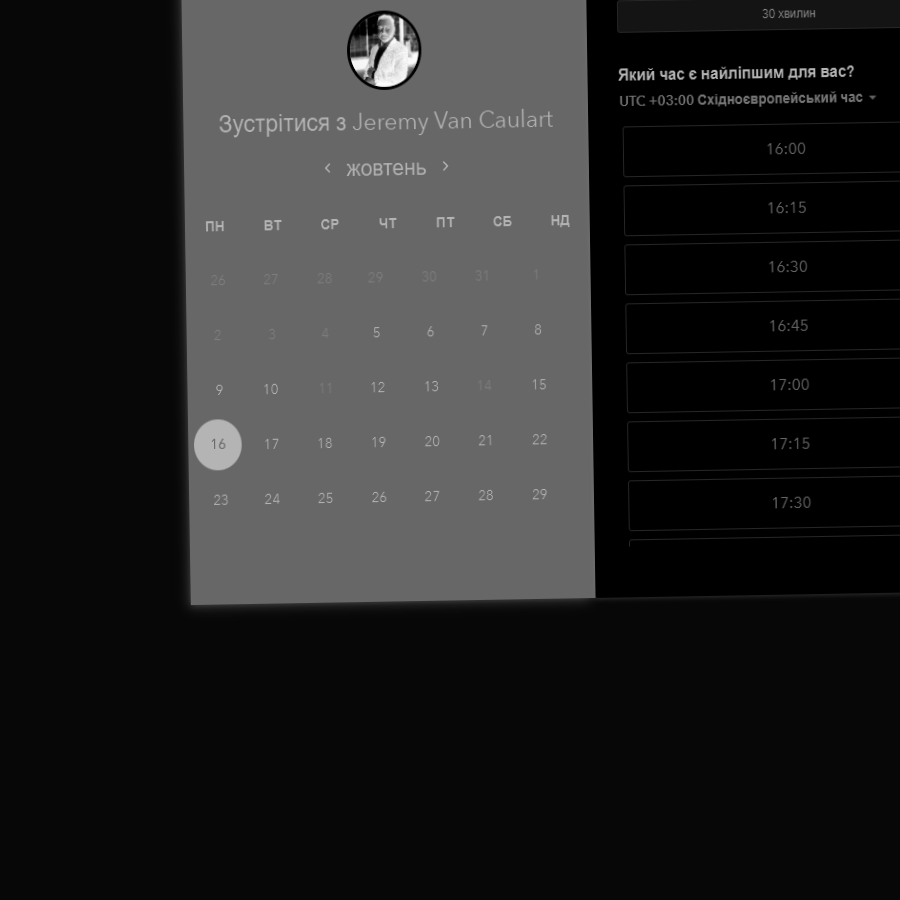 Зустрітися з Jeremy Van Caulart
жовтень
ПН ВТ СР ЧТ ПТ СБ НД
26 27 28 29 30 31 1
2 3 4 5 6 7 8
9 10 11 12 13 14 15
16 17 18 19 20 21 22
23 24 25 26 27 28 29
30 хвилин
Який час є найліпшим для вас?
UTC +03:00 Східноєвропейський час
16:00
16:15
16:30
16:45
17:00
17:15
17:30